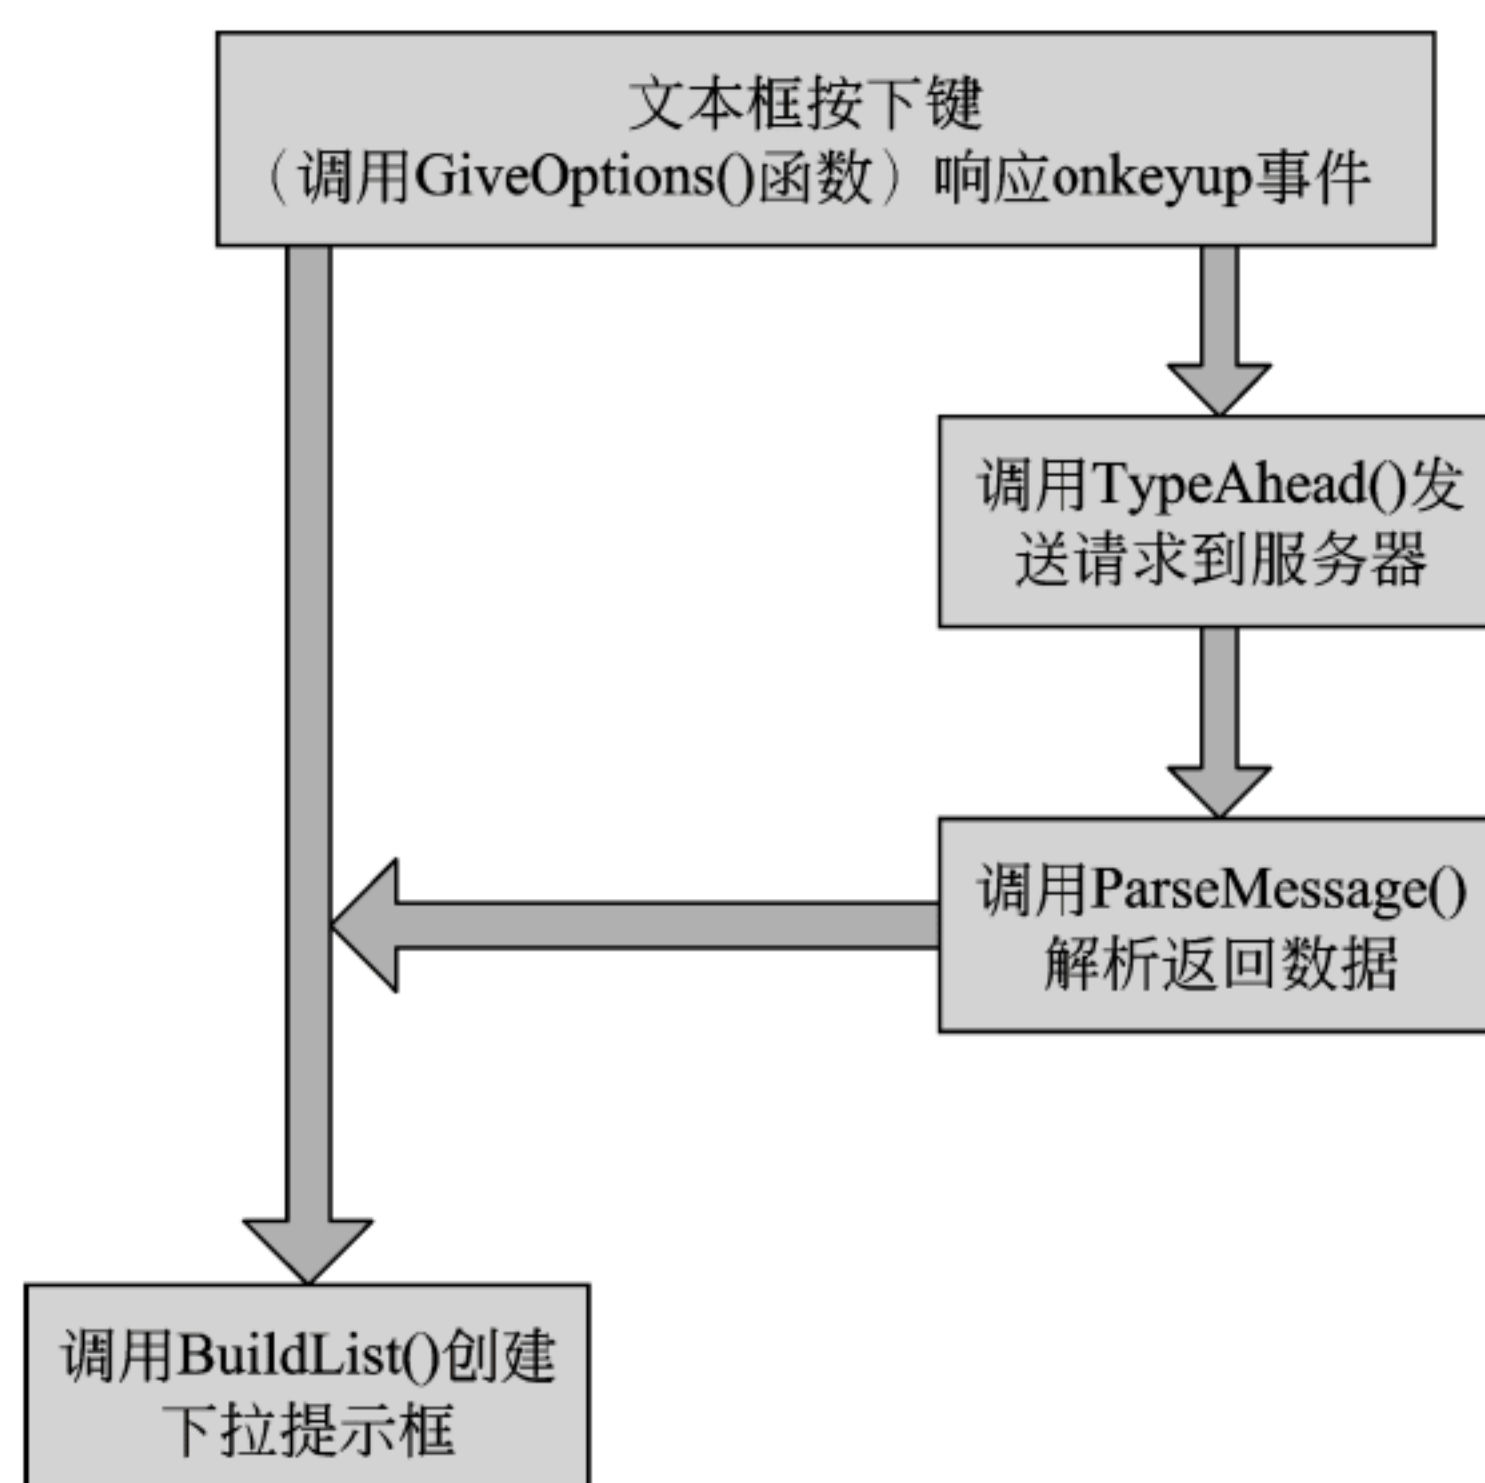 文本框按下键
（调用GiveOptions()函数）响应onkeyup事件
调用TypeAhead()发
送请求到服务器
调用ParseMessage()
解析返回数据
调用BuildList()创建
下拉提示框